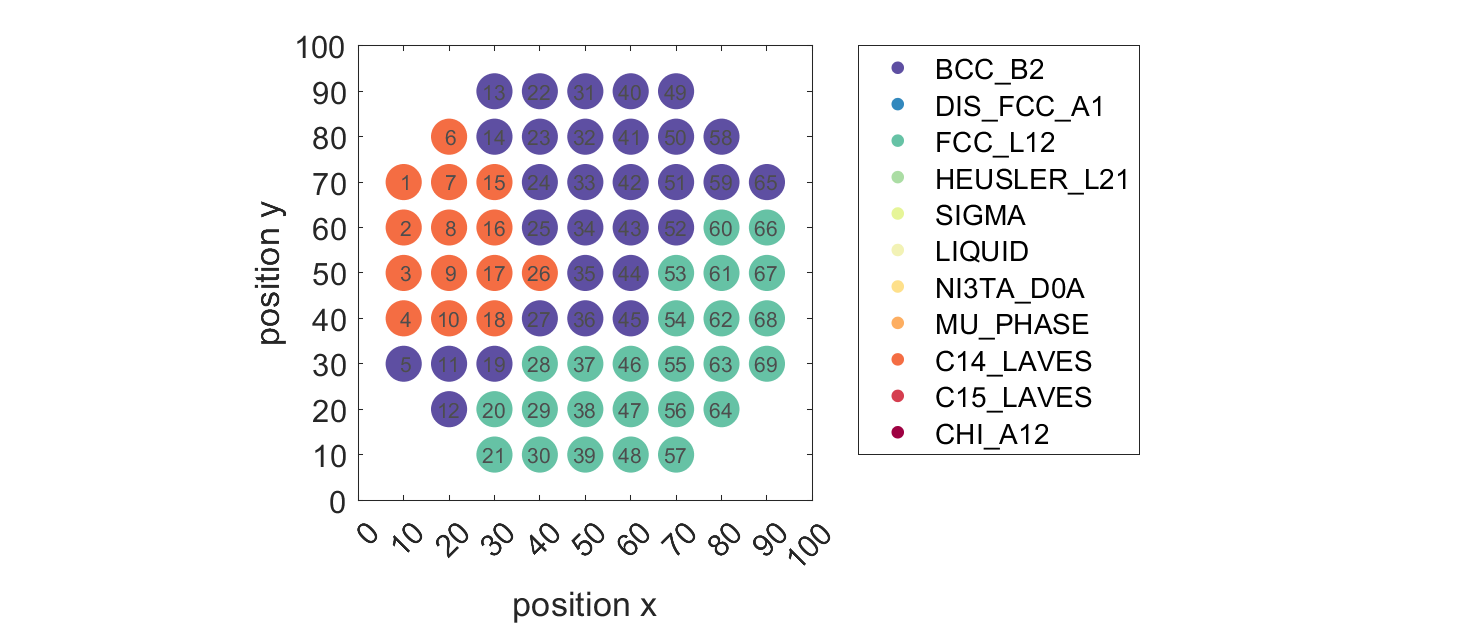 100
90
80
70
60
50
40
30
20
10
0
position y
13 22 31 40 49
6 14 23 32 41 50 58
1 7 15 24 33 42 51 59 65
2 8 16 25 34 43 52 60 66
3 9 17 26 35 44 53 61 67
4 10 18 27 36 45 54 62 68
5 11 19 28 37 46 55 63 69
12 20 29 38 47 56 64
21 30 39 48 57
0 10 20 30 40 50 60 70 80 90 100
position x
BCC_B2
DIS_FCC_A1
FCC_L12
HEUSLER_L21
SIGMA
LIQUID
NI3TA_D0A
MU_PHASE
C14_LAVES
C15_LAVES
CHI_A12